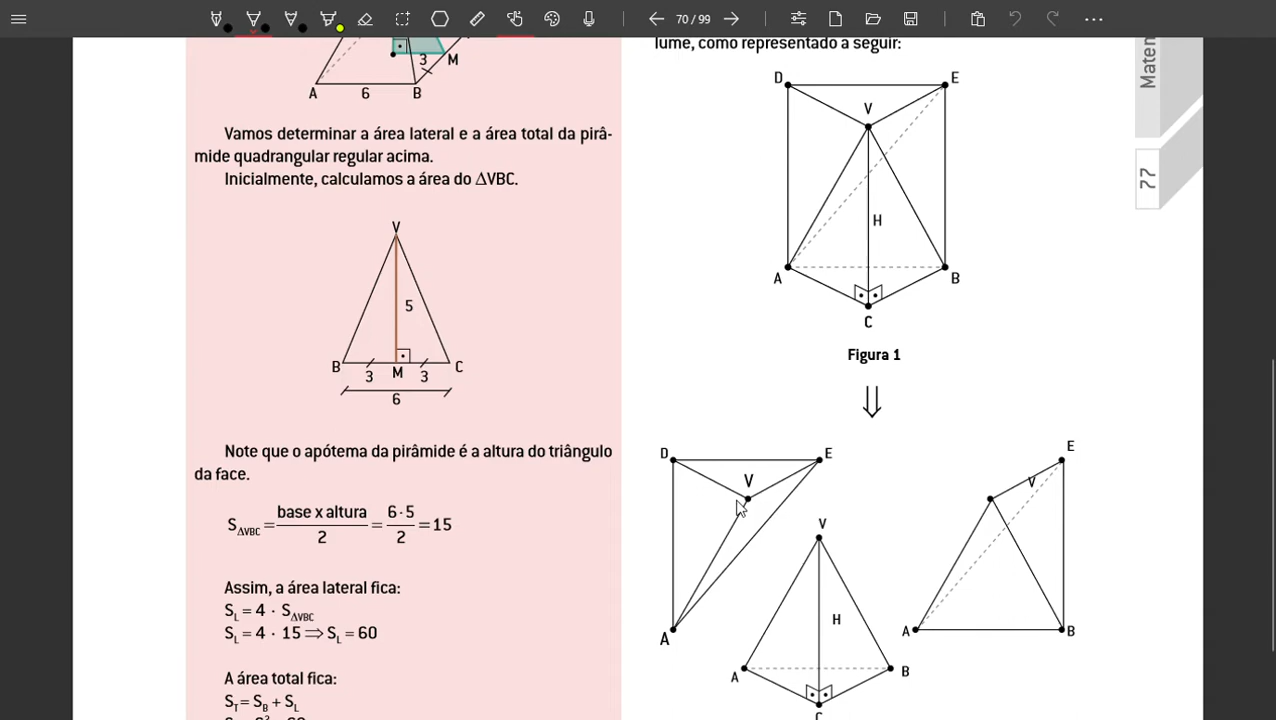 70 / 99
3
M
A
6
B
Vamos determinar a área lateral e a área total da pirâ-
mide quadrangular regular acima.
Inicialmente, calculamos a área do ΔVBC.
V
5
B
3
M
3
C
6
Note que o apótema da pirâmide é a altura do triângulo
da face.
S_ΔVBC = base x altura / 2 = 6 · 5 / 2 = 15
Assim, a área lateral fica:
S_L = 4 · S_ΔVBC
S_L = 4 · 15 ⇒ S_L = 60
A área total fica:
S_T = S_B + S_L
lume, como representado a seguir:
D
E
V
H
A
B
C
Figura 1
⇓
D
E
V
A
V
H
A
B
C
E
V
A
B
Matem
77